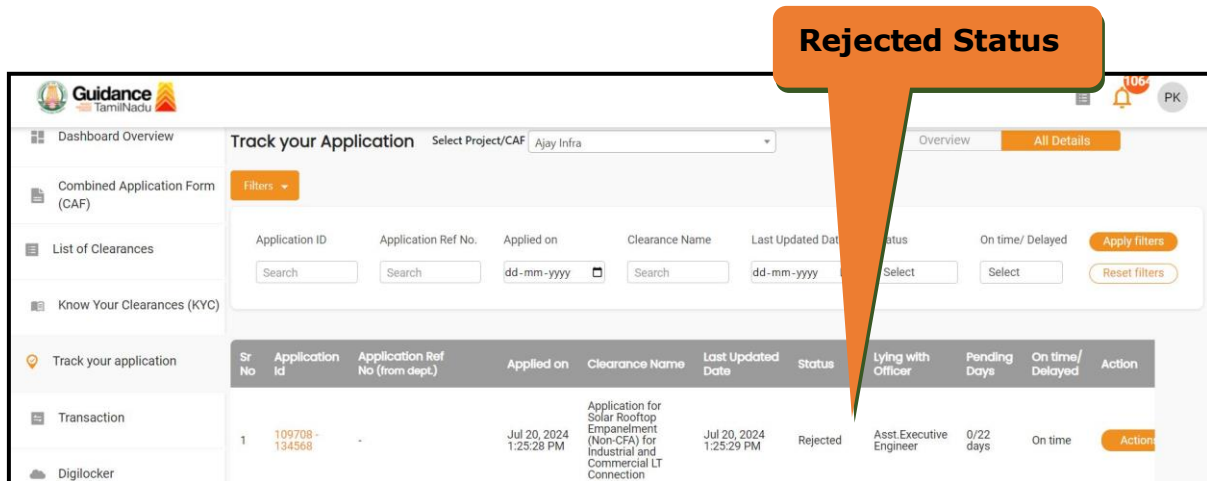 Rejected Status
Guidance
TamilNadu
106
PK
Dashboard Overview
Combined Application Form
(CAF)
List of Clearances
Know Your Clearances (KYC)
Track your application
Transaction
Digilocker
Track your Application
Select Project/CAF
Ajay Infra
Overview
All Details
Filters
Application ID
Application Ref No.
Applied on
Clearance Name
Last Updated Dat
atus
On time/ Delayed
Apply filters
Search
Search
dd-mm-yyyy
Search
dd-mm-yyyy
Select
Select
Reset filters
Sr
No
Application
Id
Application Ref
No (from dept.)
Applied on
Clearance Name
Last Updated
Date
Status
Lying with
Officer
Pending
Days
On time/
Delayed
Action
1
109708 -
134568
-
Jul 20, 2024
1:25:28 PM
Application for
Solar Rooftop
Empanelment
(Non-CFA) for
Industrial and
Commercial LT
Connection
Jul 20, 2024
1:25:29 PM
Rejected
Asst.Executive
Engineer
0/22
days
On time
Action